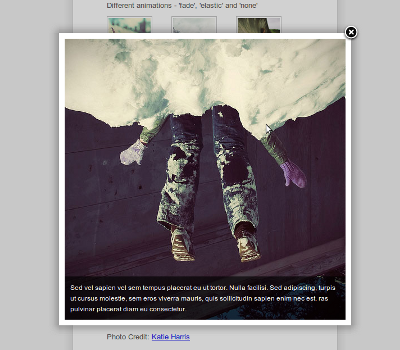 Different animations - 'fade', 'elastic' and 'none'
Sed vel sapien vel sem tempus placerat eu ut tortor. Nulla facilisi. Sed adipiscing, turpis
ut cursus molestie, sem eros viverra mauris, quis sollicitudin sapien enim nec est. ras
pulvinar placerat diam eu consectetur.
Photo Credit: Katie Harris